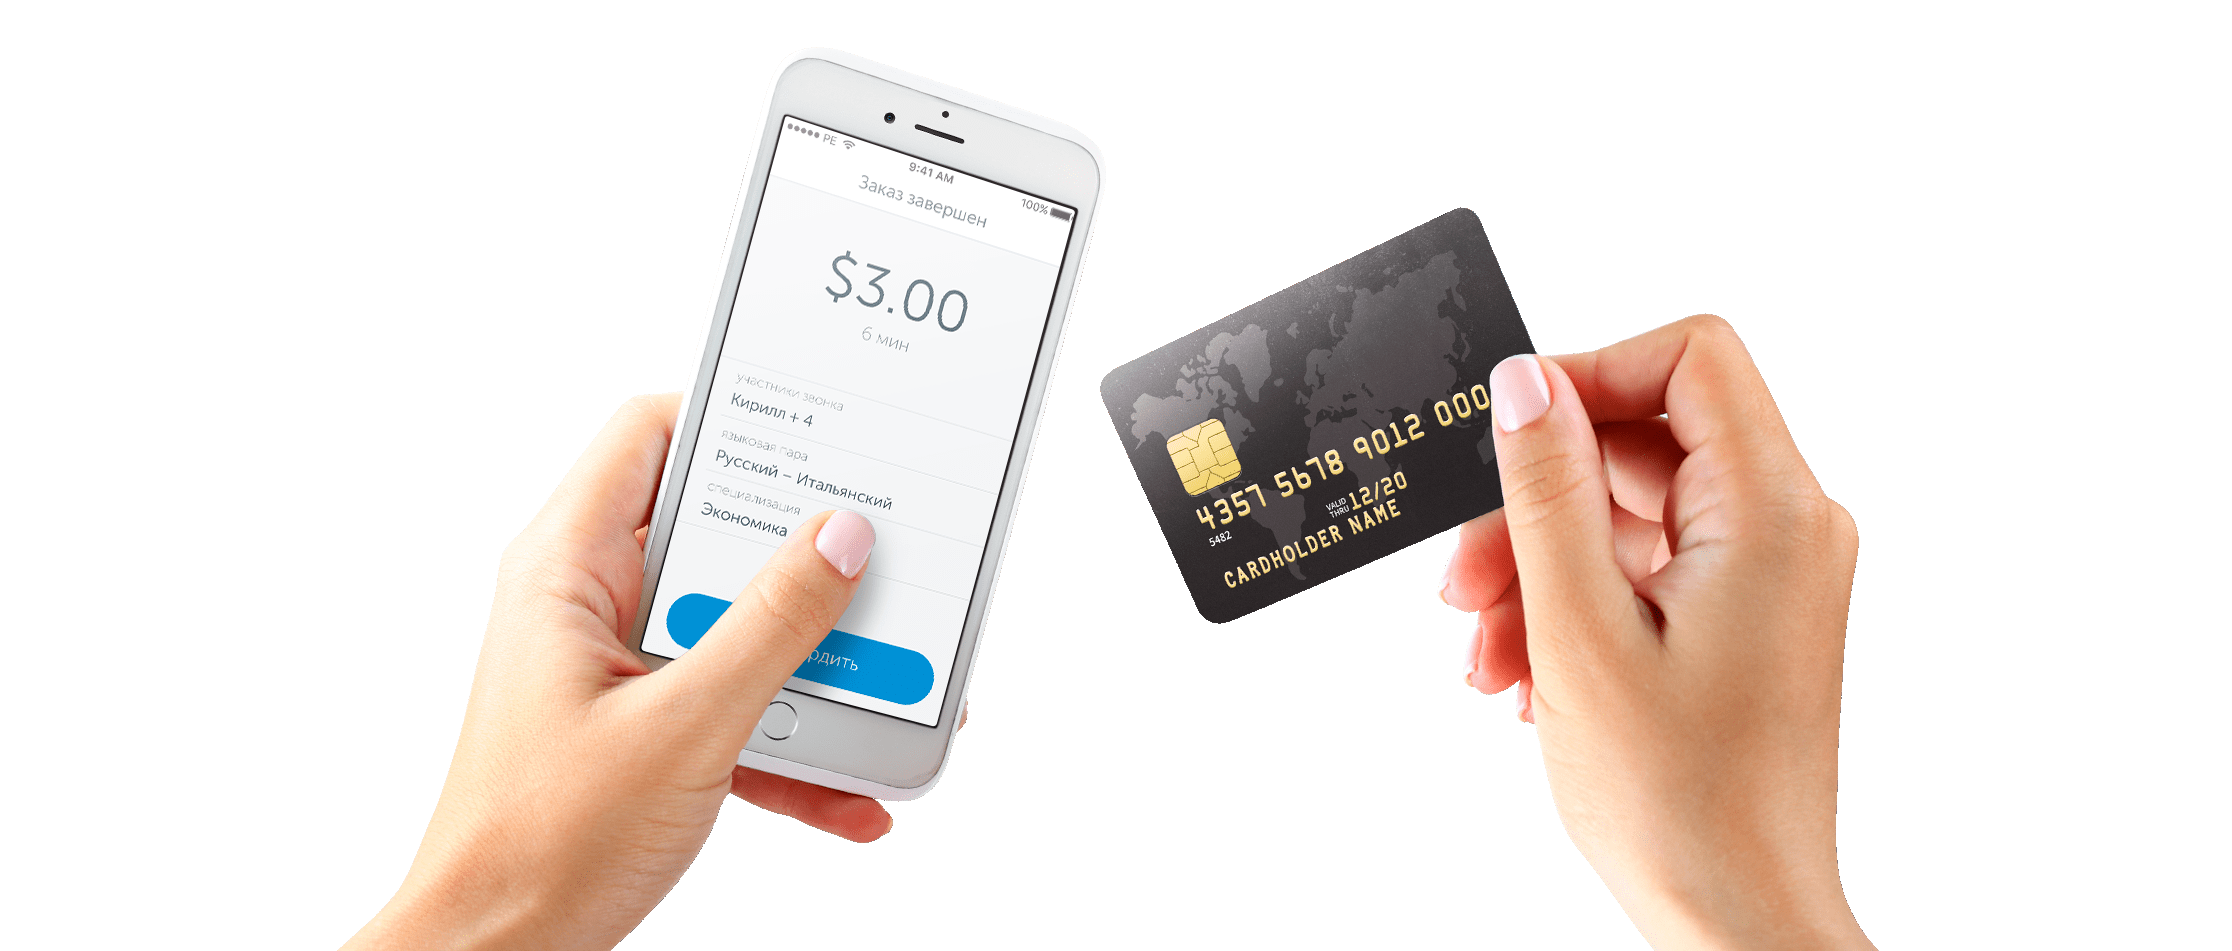 PE
9:41 AM
100%
Заказ завершен
$3.00
6 мин
участники звонка
Кирилл + 4
языковая пара
Русский – Итальянский
специализация
Экономика
рдить
4357 5678 9012 000
5482
VALID THRU 12/20
CARDHOLDER NAME